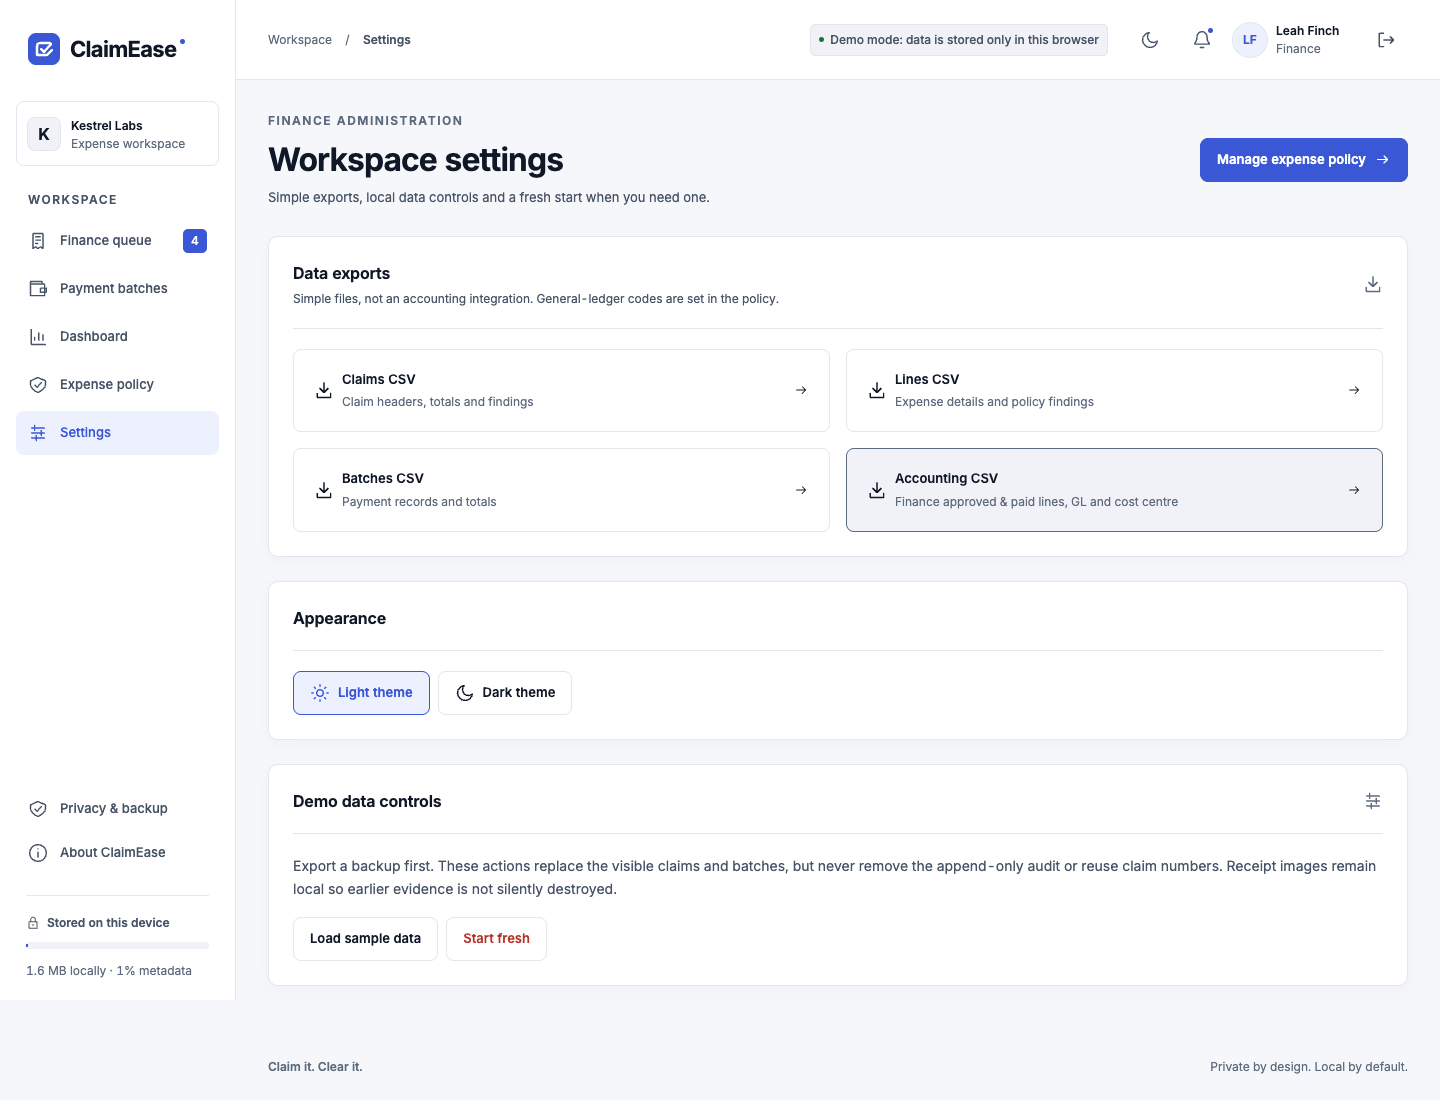 ClaimEase
K
Kestrel Labs
Expense workspace
WORKSPACE
Finance queue 4
Payment batches
Dashboard
Expense policy
Settings
Privacy & backup
About ClaimEase
Stored on this device
1.6 MB locally · 1% metadata
Workspace / Settings
Demo mode: data is stored only in this browser
LF
Leah Finch
Finance
FINANCE ADMINISTRATION
Workspace settings
Simple exports, local data controls and a fresh start when you need one.
Manage expense policy
Data exports
Simple files, not an accounting integration. General-ledger codes are set in the policy.
Claims CSV
Claim headers, totals and findings
Lines CSV
Expense details and policy findings
Batches CSV
Payment records and totals
Accounting CSV
Finance approved & paid lines, GL and cost centre
Appearance
Light theme
Dark theme
Demo data controls
Export a backup first. These actions replace the visible claims and batches, but never remove the append-only audit or reuse claim numbers. Receipt images remain
local so earlier evidence is not silently destroyed.
Load sample data
Start fresh
Claim it. Clear it.
Private by design. Local by default.